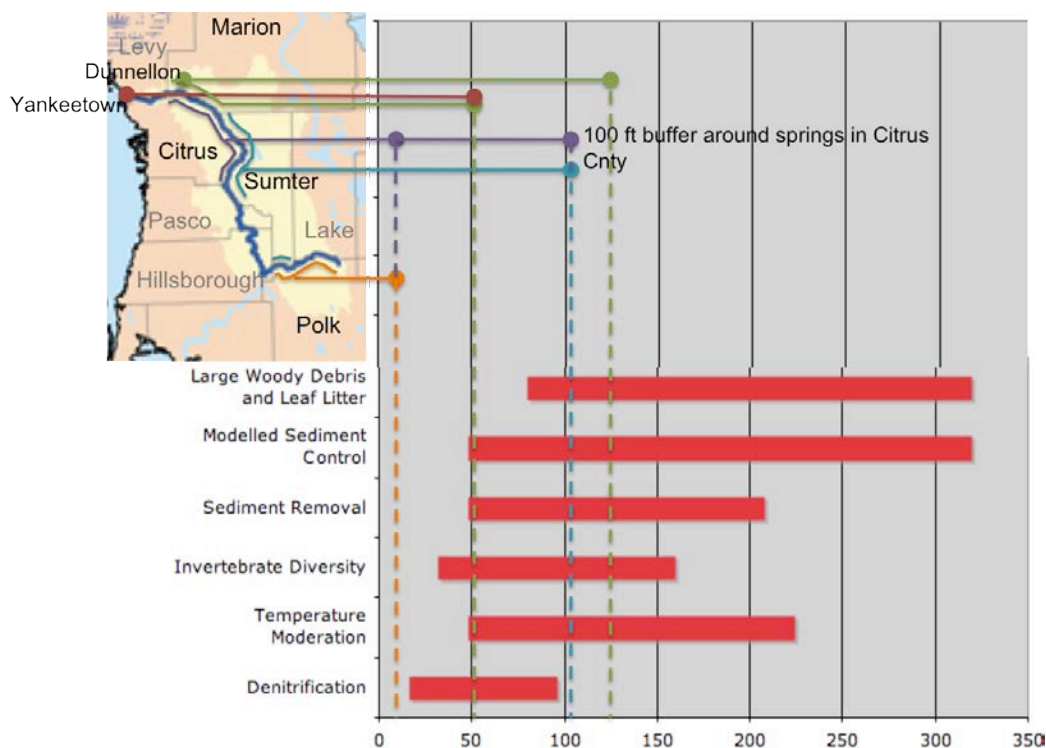 Marion
Levy
Dunnellon
Yankeetown
100 ft buffer around springs in Citrus
Cnty
Citrus
Sumter
Pasco
Lake
Hillsborough
Polk
Large Woody Debris
and Leaf Litter
Modelled Sediment
Control
Sediment Removal
Invertebrate Diversity
Temperature
Moderation
Denitrification
0 50 100 150 200 250 300 350